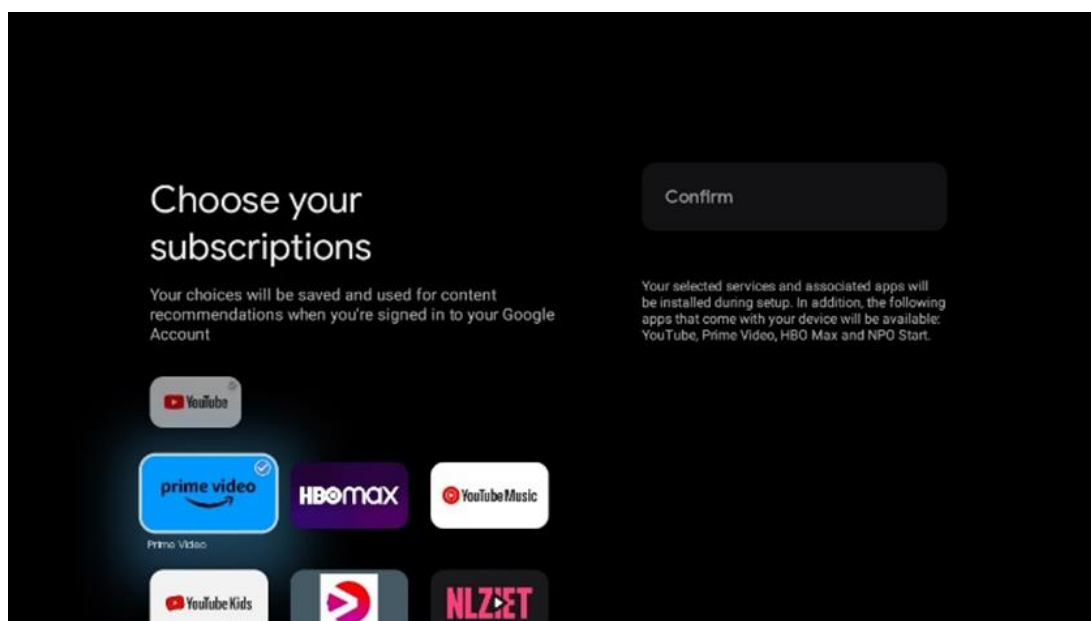 Choose your
subscriptions
Your choices will be saved and used for content
recommendations when you're signed in to your Google
Account
YouTube
prime video
HBOmax
YouTube Music
Prime Video
YouTube Kids
NLZIET
Confirm
Your selected services and associated apps will
be installed during setup. In addition, the following
apps that come with your device will be available:
YouTube, Prime Video, HBO Max and NPO Start.